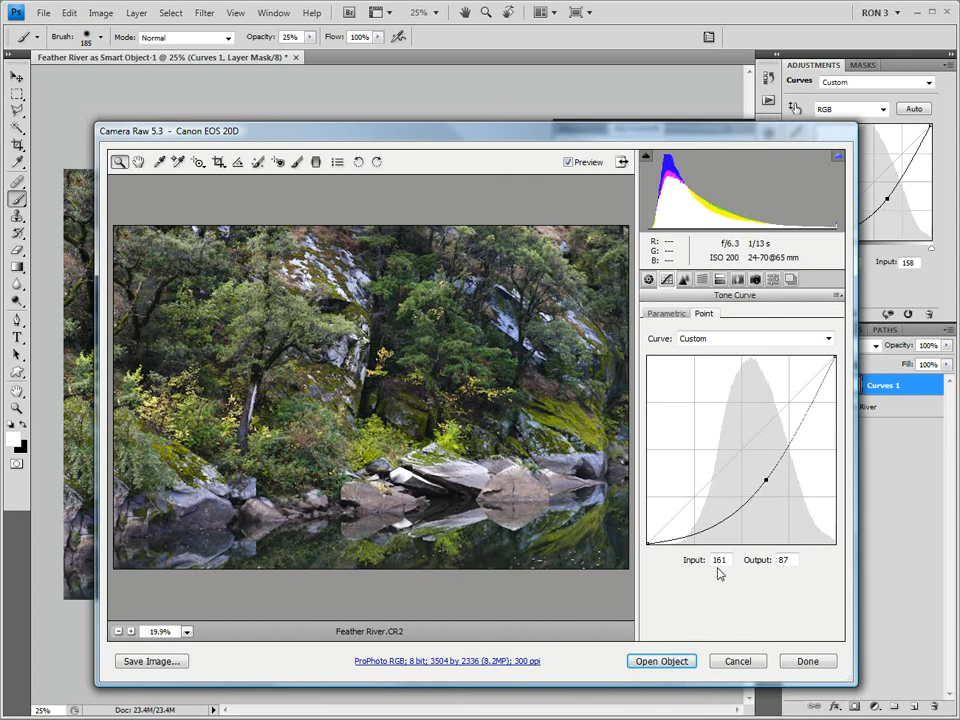 Ps File Edit Image Layer Select Filter View Window Help Br 25% RON 3
Brush: 185 Mode: Normal Opacity: 25% Flow: 100%
Feather River as Smart Object-1 @ 25% (Curves 1, Layer Mask/8) * ×
ADJUSTMENTS MASKS
Curves Custom
RGB Auto
Camera Raw 5.3 - Canon EOS 20D
Preview
R: ---
G: ---
B: ---
f/6.3 1/13 s
ISO 200 24-70@65 mm
Input: 158
Tone Curve
Parametric Point
Curve: Custom
PATHS
Opacity: 100%
Fill: 100%
Curves 1
River
Input: 161 Output: 87
19.9% Feather River.CR2
Save Image... ProPhoto RGB; 8 bit; 3504 by 2336 (8.2MP); 300 ppi Open Object Cancel Done
25% Doc: 23.4M/23.4M
fx